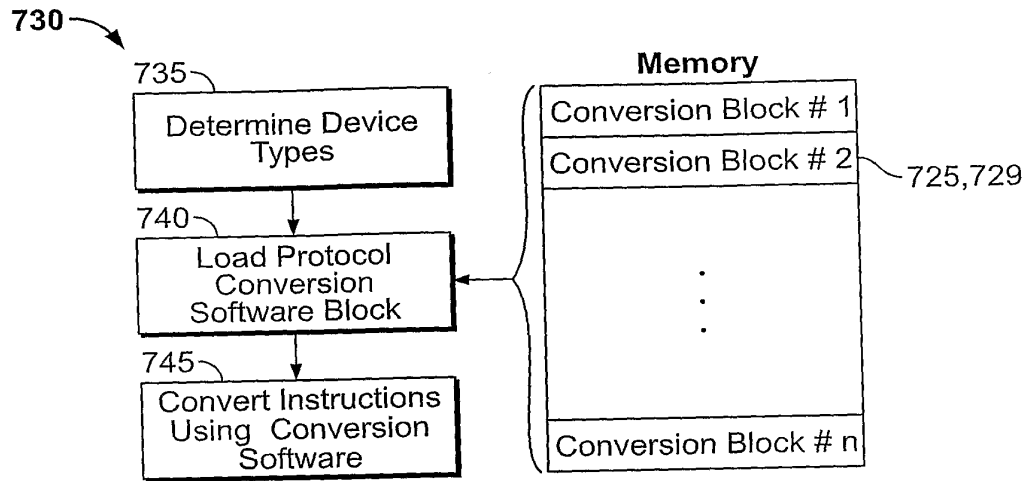 730
735
Determine Device
Types
740
Load Protocol
Conversion
Software Block
745
Convert Instructions
Using Conversion
Software
Memory
Conversion Block # 1
Conversion Block # 2
725,729
Conversion Block # n